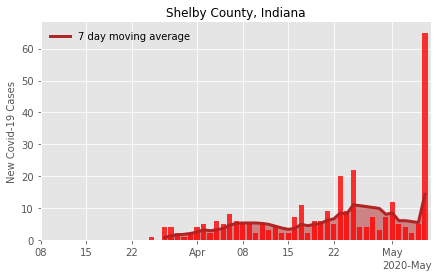 Shelby County, Indiana
7 day moving average
New Covid-19 Cases
60
50
40
30
20
10
0
08 15 22 Apr 08 15 22 May
2020-May